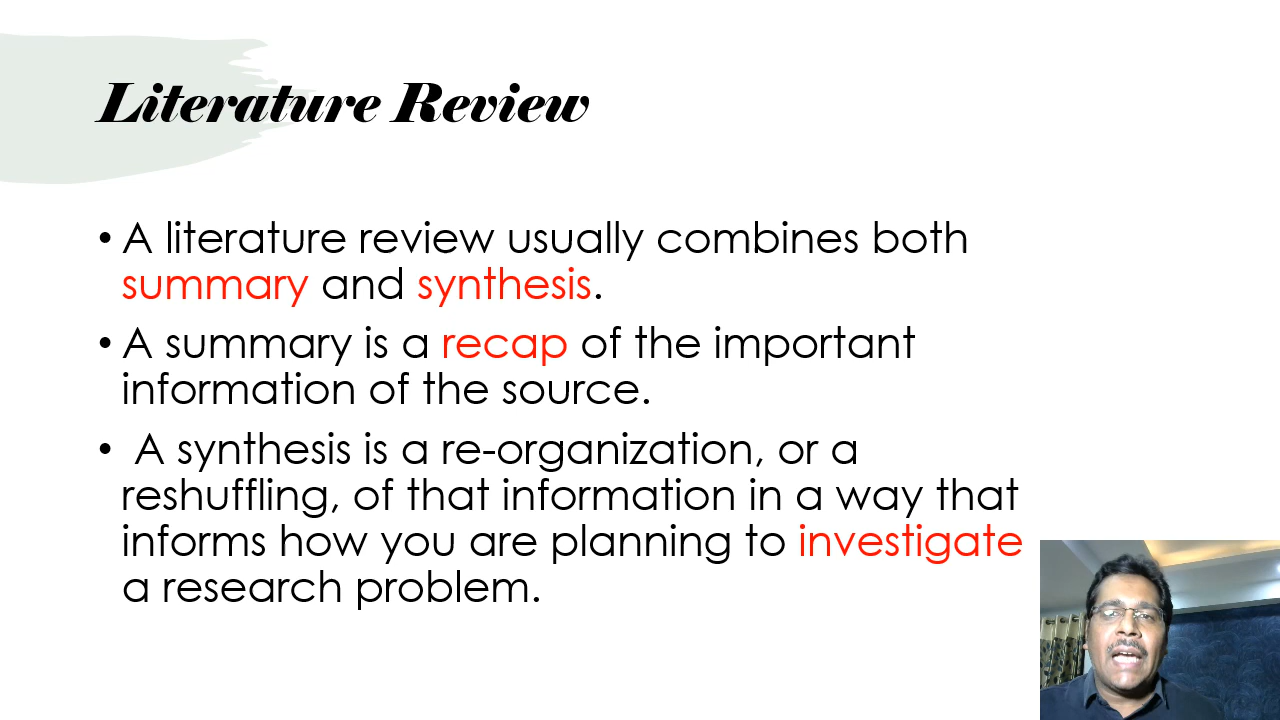 Literature Review
• A literature review usually combines both
summary and synthesis.
• A summary is a recap of the important
information of the source.
• A synthesis is a re-organization, or a
reshuffling, of that information in a way that
informs how you are planning to investigate
a research problem.